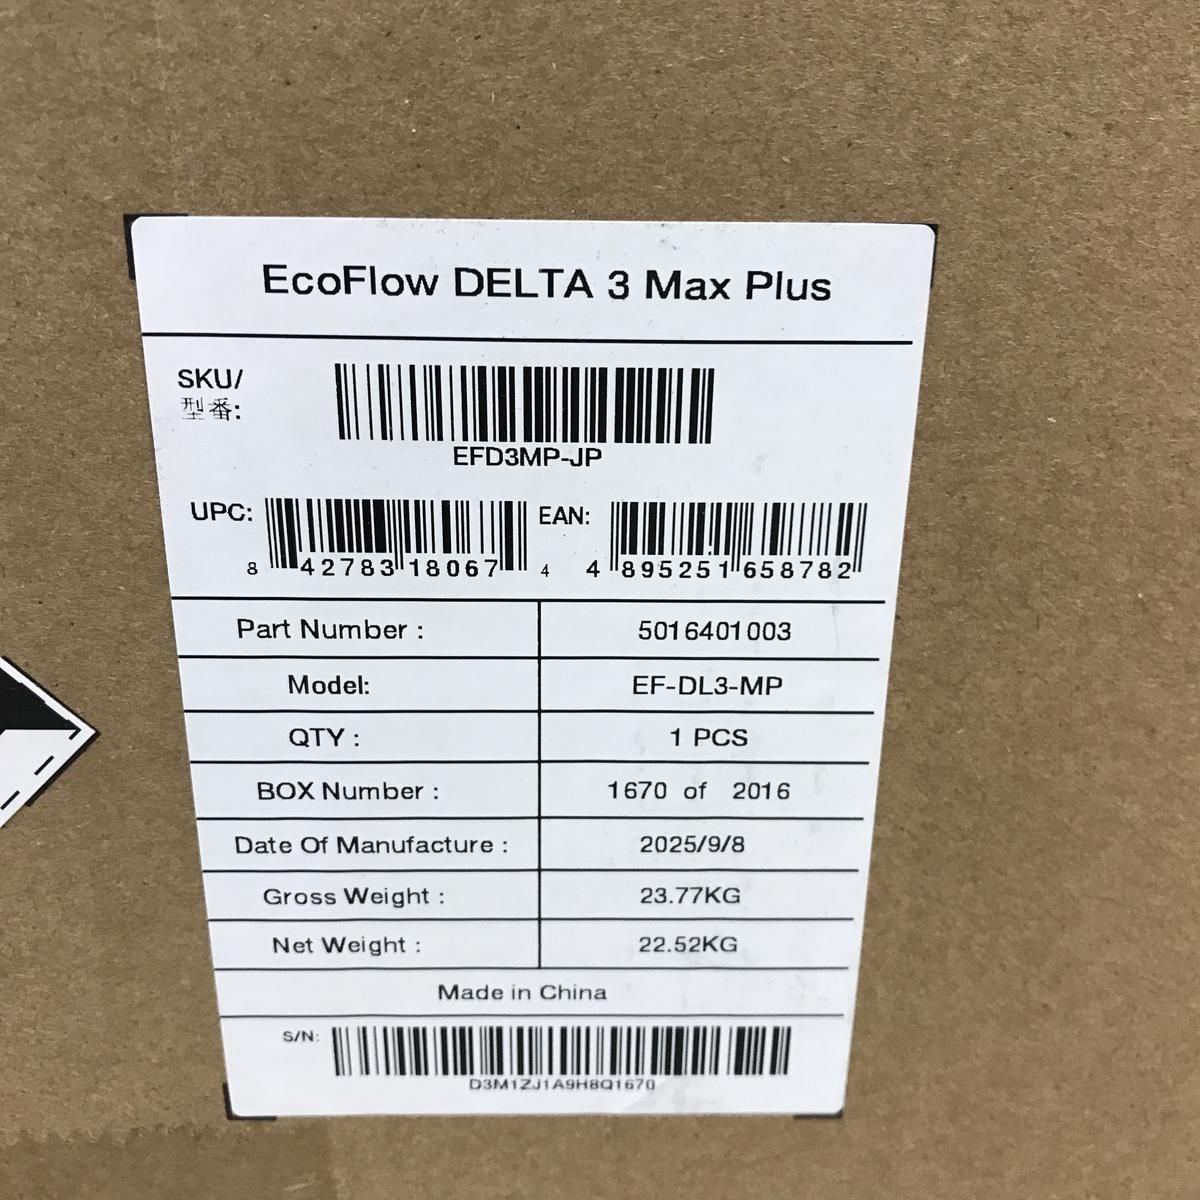 EcoFlow DELTA 3 Max Plus
SKU/
型番:
EFD3MP-JP
UPC:
8 42783 18067 4
EAN:
4 895251 658782
Part Number : 5016401003
Model: EF-DL3-MP
QTY : 1 PCS
BOX Number : 1670 of 2016
Date Of Manufacture : 2025/9/8
Gross Weight : 23.77KG
Net Weight : 22.52KG
Made in China
S/N:
D3M1ZJ1A9H8Q1670